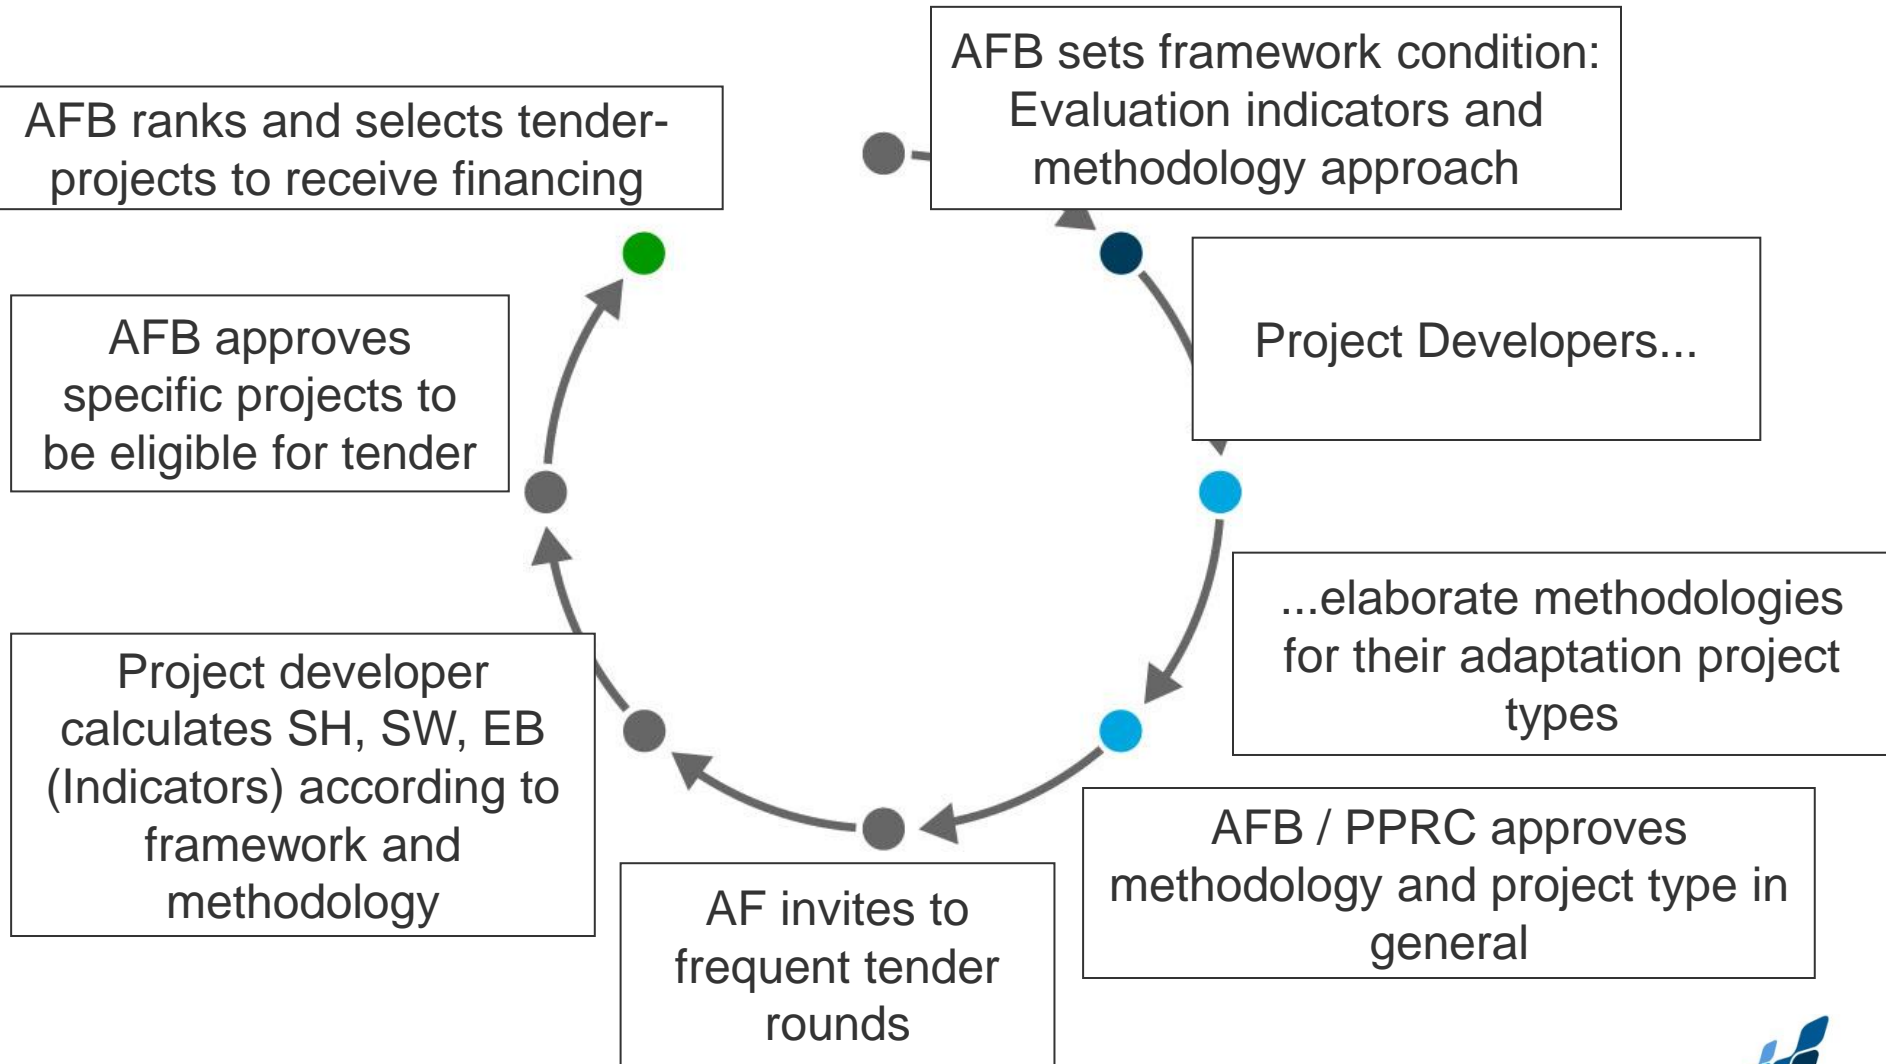 AFB sets framework condition:
Evaluation indicators and
methodology approach
Project Developers...
...elaborate methodologies
for their adaptation project
types
AFB / PPRC approves
methodology and project type in
general
AF invites to
frequent tender
rounds
Project developer
calculates SH, SW, EB
(Indicators) according to
framework and
methodology
AFB approves
specific projects to
be eligible for tender
AFB ranks and selects tender-
projects to receive financing